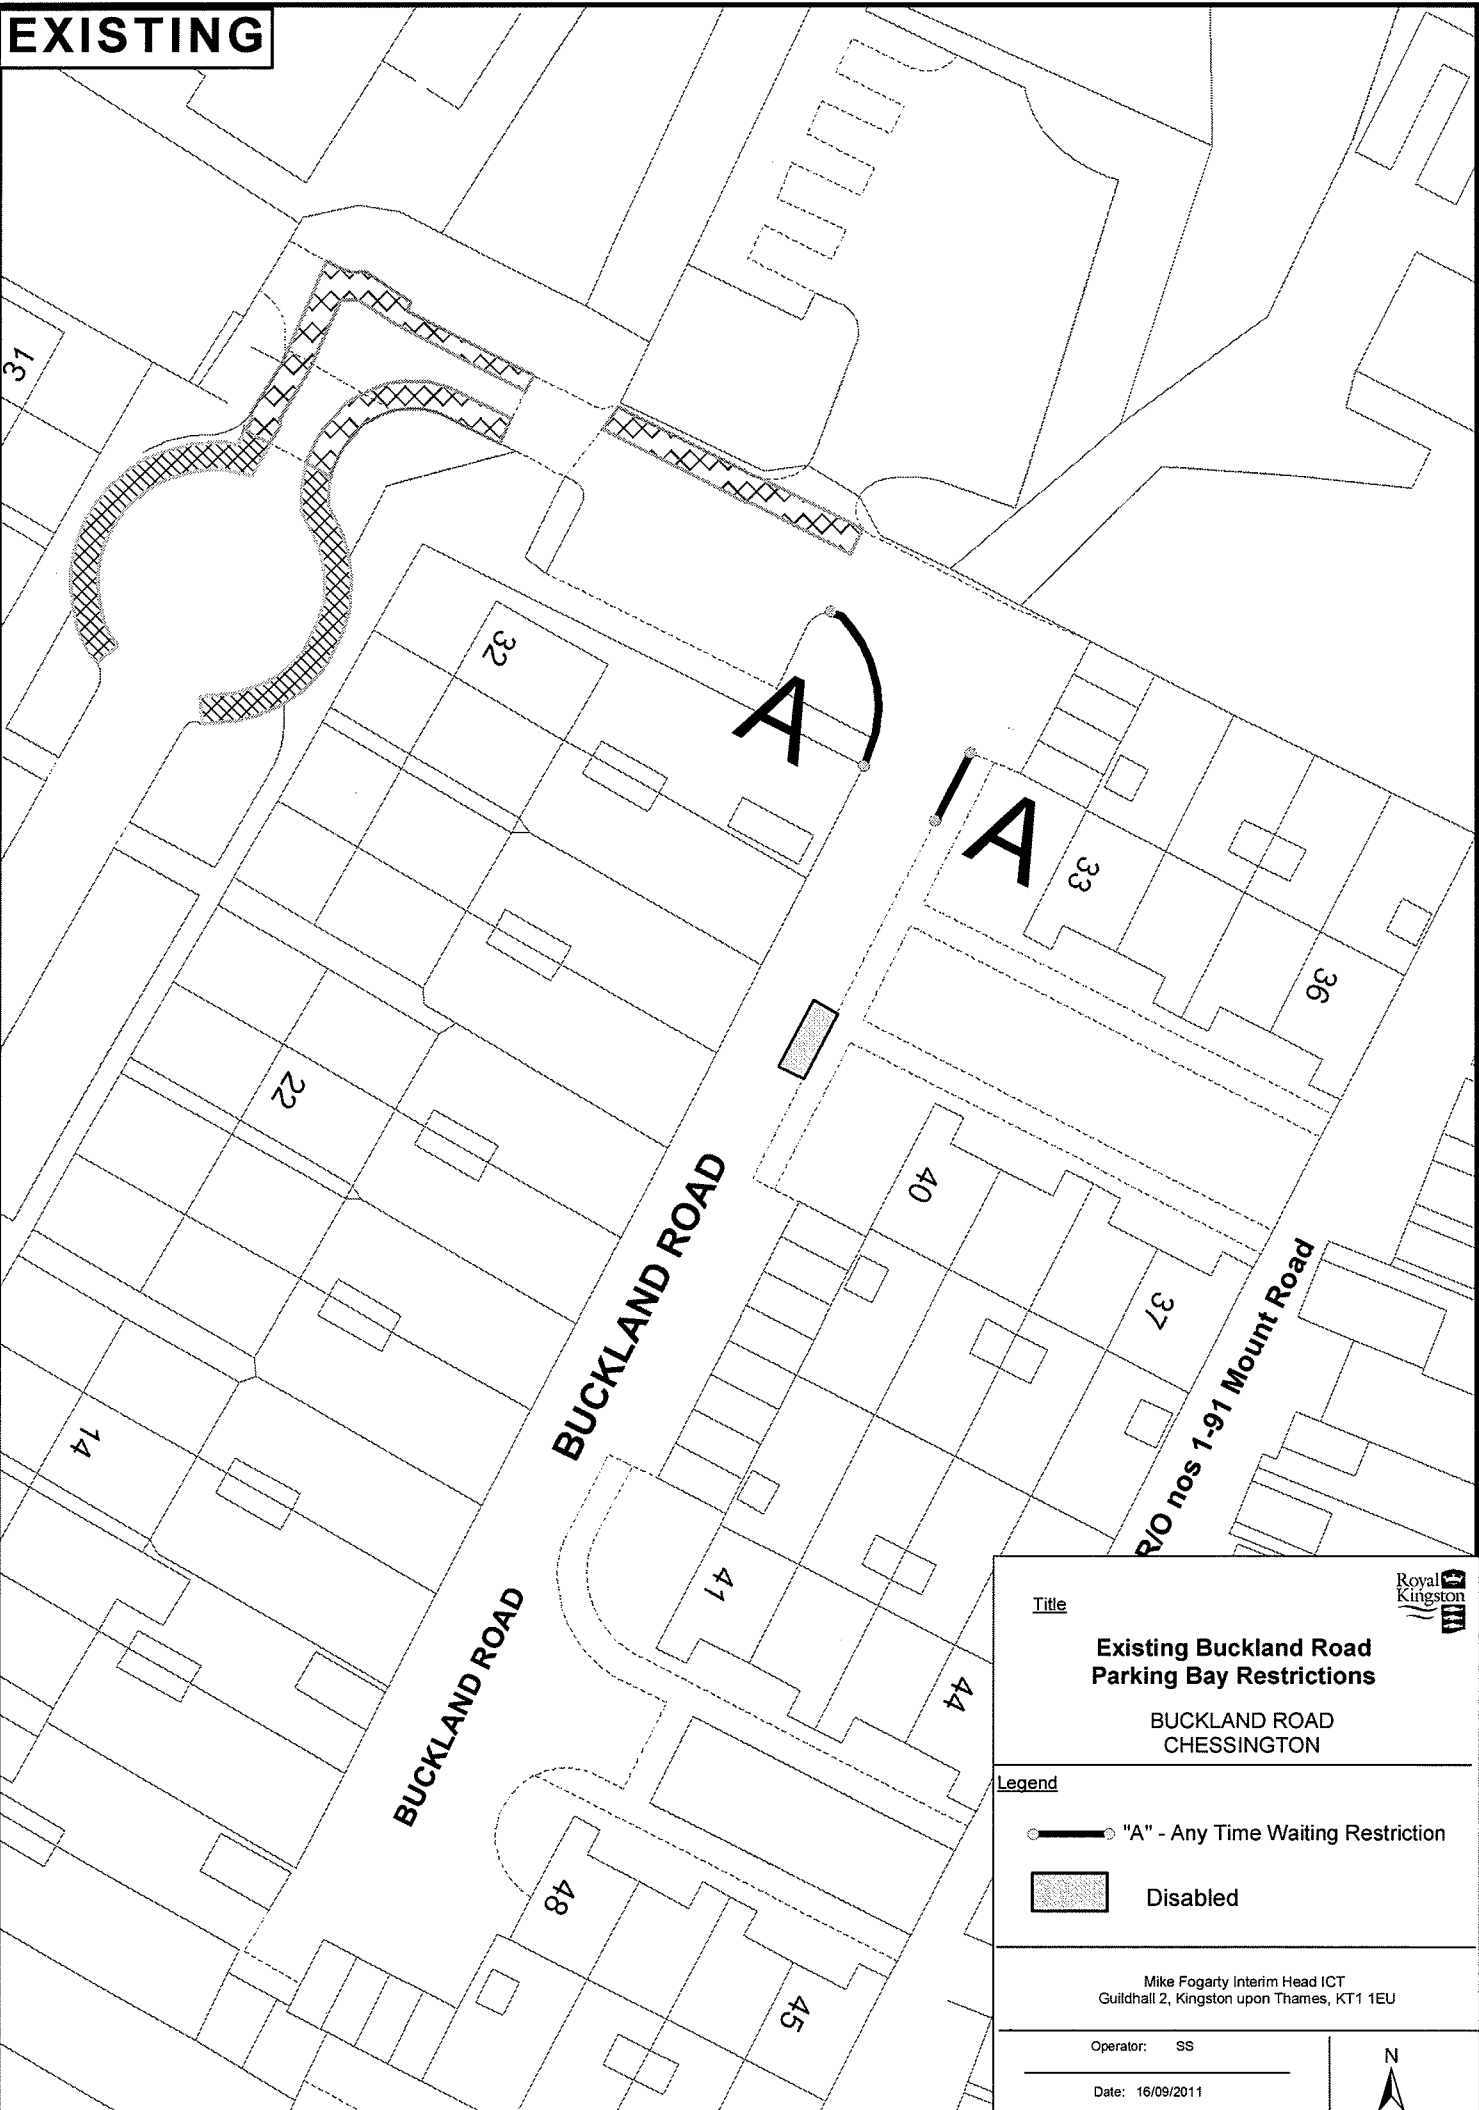 EXISTING
31
32
A
A
33
36
22
40
37
BUCKLAND ROAD
R/O nos 1-91 Mount Road
14
41
44
BUCKLAND ROAD
48
45
Title
Royal
Kingston
Existing Buckland Road
Parking Bay Restrictions
BUCKLAND ROAD
CHESSINGTON
Legend
"A" - Any Time Waiting Restriction
Disabled
Mike Fogarty Interim Head ICT
Guildhall 2, Kingston upon Thames, KT1 1EU
Operator: SS
Date: 16/09/2011
N